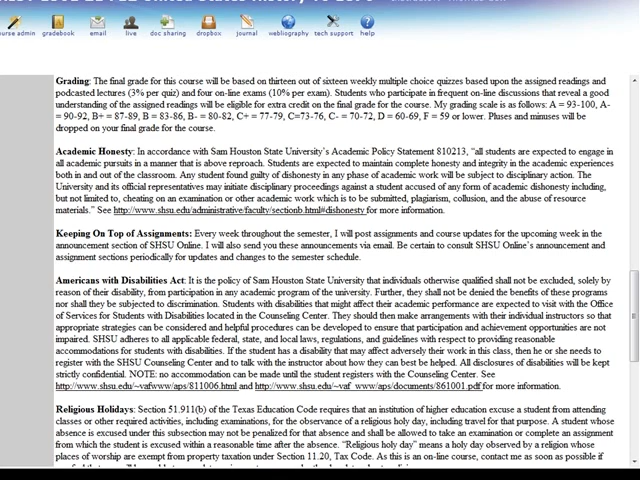 course admin gradebook email live doc sharing dropbox journal webliography tech support help
Grading: The final grade for this course will be based on thirteen out of sixteen weekly multiple choice quizzes based upon the assigned readings and
podcasted lectures (3% per quiz) and four on-line exams (10% per exam). Students who participate in frequent on-line discussions that reveal a good
understanding of the assigned readings will be eligible for extra credit on the final grade for the course. My grading scale is as follows: A = 93-100, A-
= 90-92, B+ = 87-89, B = 83-86, B- = 80-82, C+ = 77-79, C=73-76, C- = 70-72, D = 60-69, F = 59 or lower. Pluses and minuses will be
dropped on your final grade for the course.
Academic Honesty: In accordance with Sam Houston State University's Academic Policy Statement 810213, "all students are expected to engage in
all academic pursuits in a manner that is above reproach. Students are expected to maintain complete honesty and integrity in the academic experiences
both in and out of the classroom. Any student found guilty of dishonesty in any phase of academic work will be subject to disciplinary action. The
University and its official representatives may initiate disciplinary proceedings against a student accused of any form of academic dishonesty including,
but not limited to, cheating on an examination or other academic work which is to be submitted, plagiarism, collusion, and the abuse of resource
materials." See http://www.shsu.edu/administrative/faculty/sectionb.html#dishonesty for more information.
Keeping On Top of Assignments: Every week throughout the semester, I will post assignments and course updates for the upcoming week in the
announcement section of SHSU Online. I will also send you these announcements via email. Be certain to consult SHSU Online's announcement and
assignment sections periodically for updates and changes to the semester schedule.
Americans with Disabilities Act: It is the policy of Sam Houston State University that individuals otherwise qualified shall not be excluded, solely by
reason of their disability, from participation in any academic program of the university. Further, they shall not be denied the benefits of these programs
nor shall they be subjected to discrimination. Students with disabilities that might affect their academic performance are expected to visit with the Office
of Services for Students with Disabilities located in the Counseling Center. They should then make arrangements with their individual instructors so that
appropriate strategies can be considered and helpful procedures can be developed to ensure that participation and achievement opportunities are not
impaired. SHSU adheres to all applicable federal, state, and local laws, regulations, and guidelines with respect to providing reasonable
accommodations for students with disabilities. If the student has a disability that may affect adversely their work in this class, then he or she needs to
register with the SHSU Counseling Center and to talk with the instructor about how they can best be helped. All disclosures of disabilities will be kept
strictly confidential. NOTE: no accommodation can be made until the student registers with the Counseling Center. See
http://www.shsu.edu/~vafwww/aps/811006.html and http://www.shsu.edu/~vaf_www/aps/documents/861001.pdf for more information.
Religious Holidays: Section 51.911(b) of the Texas Education Code requires that an institution of higher education excuse a student from attending
classes or other required activities, including examinations, for the observance of a religious holy day, including travel for that purpose. A student whose
absence is excused under this subsection may not be penalized for that absence and shall be allowed to take an examination or complete an assignment
from which the student is excused within a reasonable time after the absence. "Religious holy day" means a holy day observed by a religion whose
places of worship are exempt from property taxation under Section 11.20, Tax Code. As this is an on-line course, contact me as soon as possible if